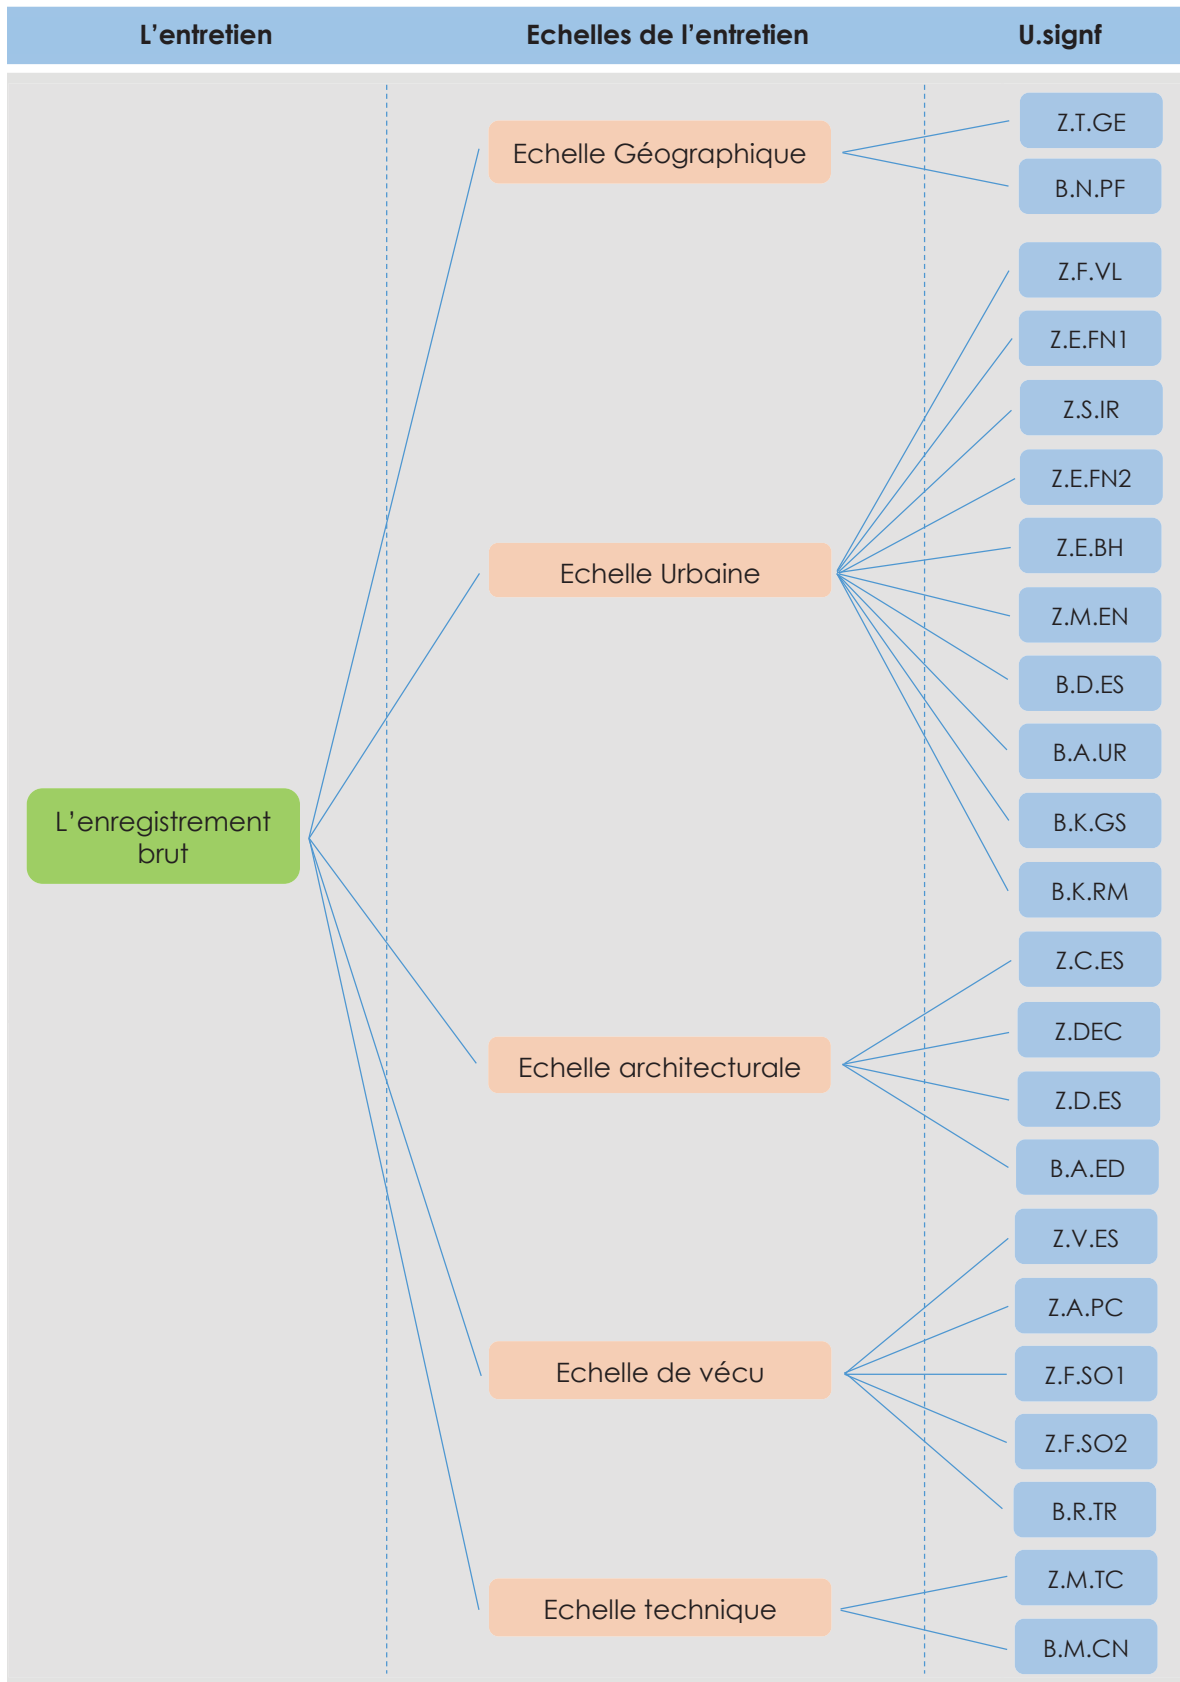 L'entretien
Echelles de l'entretien
U.signf
L'enregistrement
brut
Echelle Géographique
Z.T.GE
B.N.PF
Echelle Urbaine
Z.F.VL
Z.E.FN1
Z.S.IR
Z.E.FN2
Z.E.BH
Z.M.EN
B.D.ES
B.A.UR
B.K.GS
B.K.RM
Echelle architecturale
Z.C.ES
Z.DEC
Z.D.ES
B.A.ED
Echelle de vécu
Z.V.ES
Z.A.PC
Z.F.SO1
Z.F.SO2
B.R.TR
Echelle technique
Z.M.TC
B.M.CN